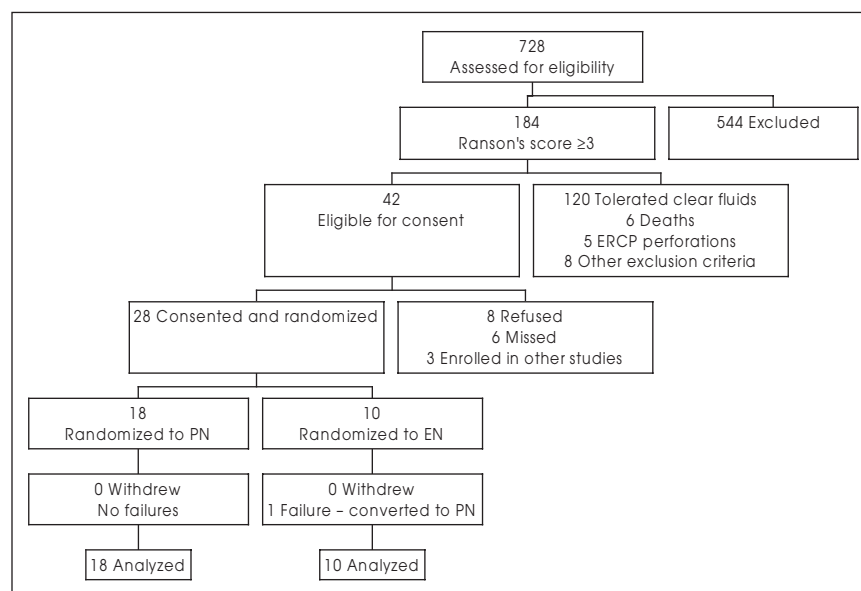 728
Assessed for eligibility
184
Ranson's score ≥3
544 Excluded
42
Eligible for consent
120 Tolerated clear fluids
6 Deaths
5 ERCP perforations
8 Other exclusion criteria
28 Consented and randomized
8 Refused
6 Missed
3 Enrolled in other studies
18
Randomized to PN
10
Randomized to EN
0 Withdrew
No failures
0 Withdrew
1 Failure – converted to PN
18 Analyzed
10 Analyzed